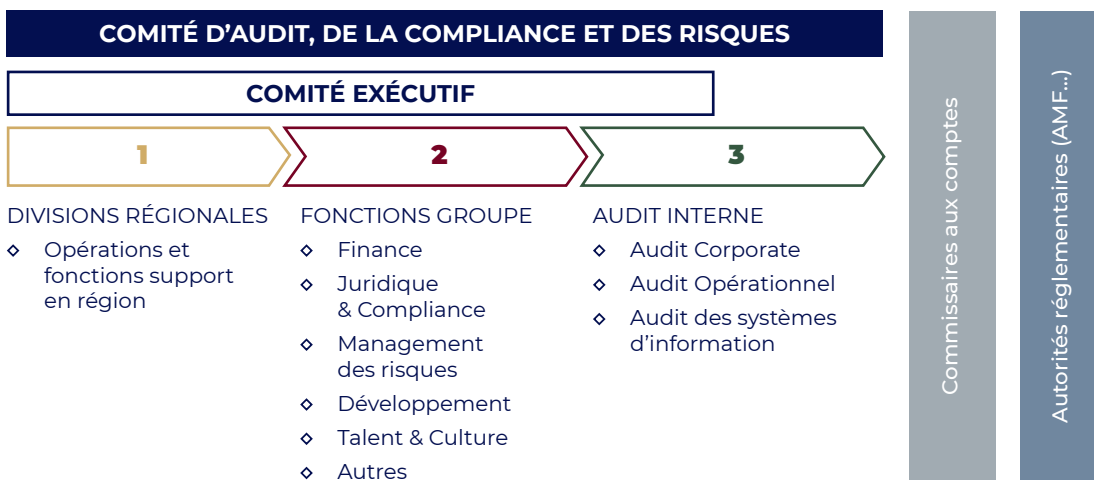 COMITÉ D’AUDIT, DE LA COMPLIANCE ET DES RISQUES
COMITÉ EXÉCUTIF
1
2
3
DIVISIONS RÉGIONALES
Opérations et
fonctions support
en région
FONCTIONS GROUPE
Finance
Juridique
& Compliance
Management
des risques
Développement
Talent & Culture
Autres
AUDIT INTERNE
Audit Corporate
Audit Opérationnel
Audit des systèmes
d’information
Commissaires aux comptes
Autorités réglementaires (AMF...)